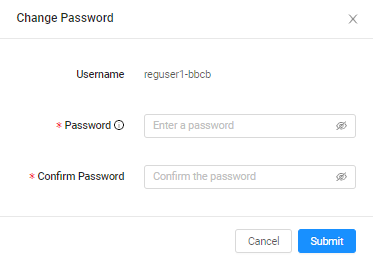 Change Password
Username reguser1-bbcb
* Password Enter a password
* Confirm Password Confirm the password
Cancel Submit